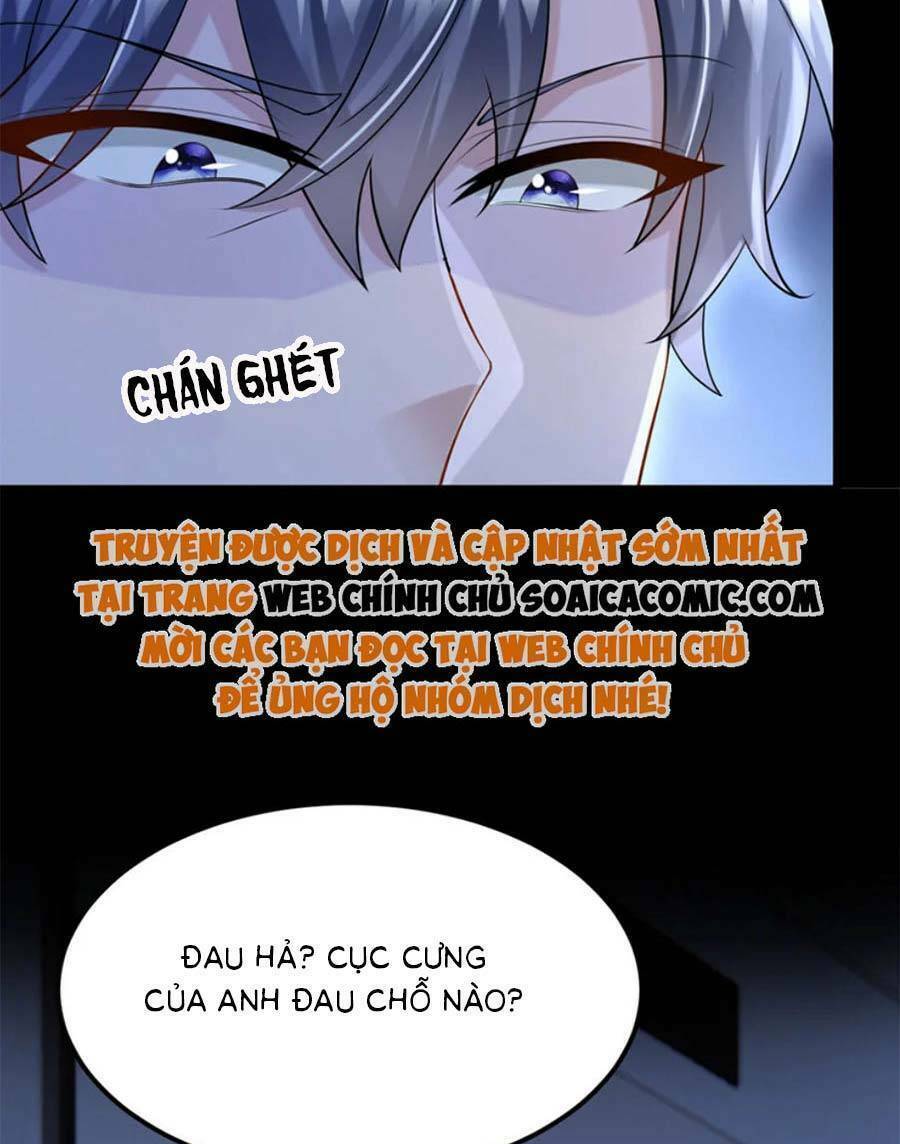 CHÁN GHÉT
TRUYỆN ĐƯỢC DỊCH VÀ CẬP NHẬT SỚM NHẤT
TẠI TRANG WEB CHÍNH CHỦ SOAICACOMIC.COM
MỜI CÁC BẠN ĐỌC TẠI WEB CHÍNH CHỦ
ĐỂ ỦNG HỘ NHÓM DỊCH NHÉ!
ĐAU HẢ? CỤC CƯNG
CỦA ANH ĐAU CHỖ NÀO?